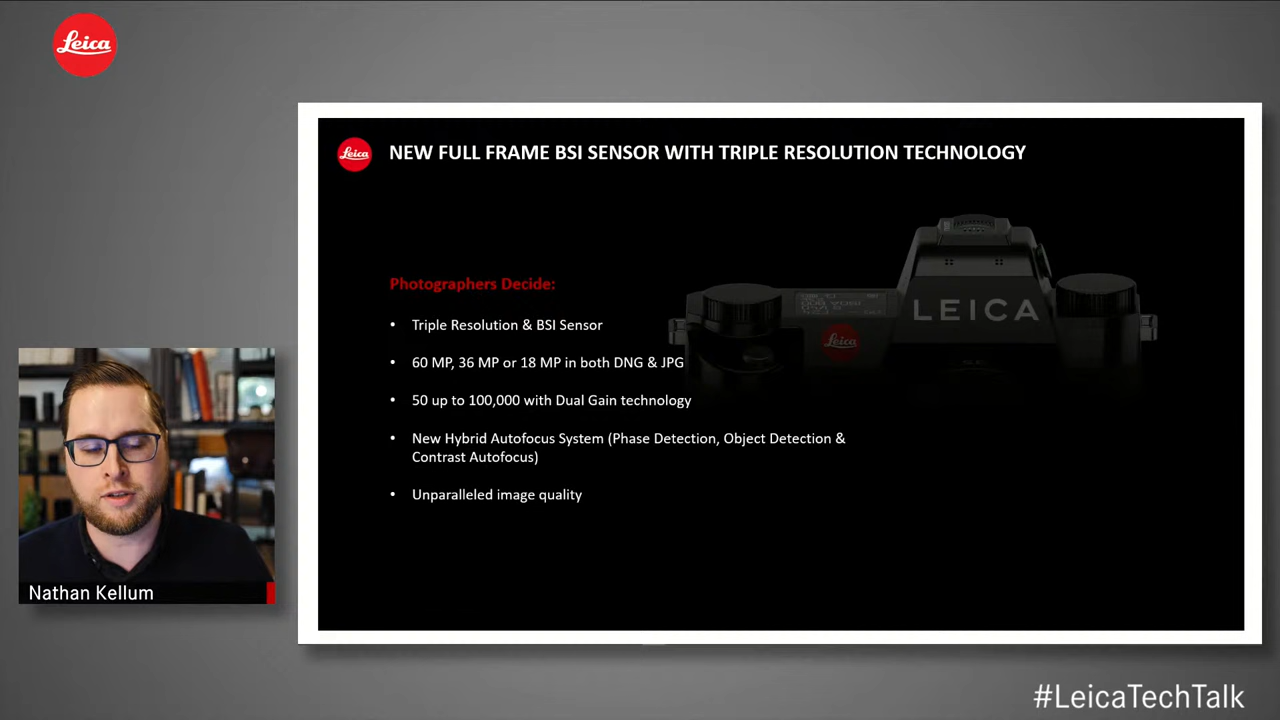 Leica
Leica
NEW FULL FRAME BSI SENSOR WITH TRIPLE RESOLUTION TECHNOLOGY
Photographers Decide:
• Triple Resolution & BSI Sensor
• 60 MP, 36 MP or 18 MP in both DNG & JPG
• 50 up to 100,000 with Dual Gain technology
• New Hybrid Autofocus System (Phase Detection, Object Detection &
Contrast Autofocus)
• Unparalleled image quality
LEICA
Leica
Nathan Kellum
#LeicaTechTalk